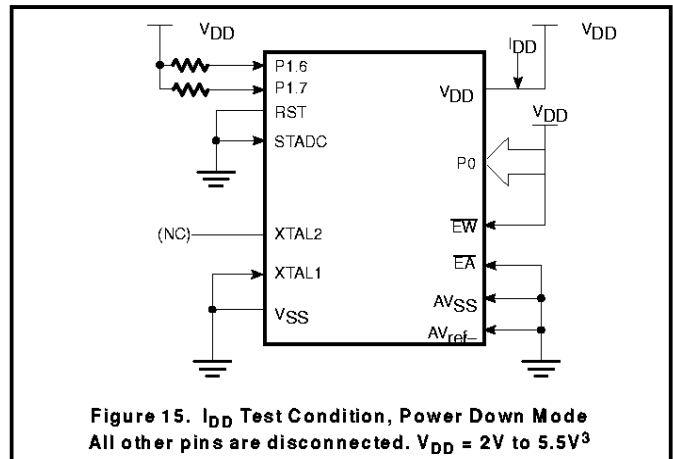 VDD
IDD
VDD
P1.6
P1.7
RST
STADC
VDD
VDD
P0
(NC)
XTAL2
EW
XTAL1
EA
VSS
AVSS
AVref–
Figure 15. IDD Test Condition, Power Down Mode
All other pins are disconnected. VDD = 2V to 5.5V3